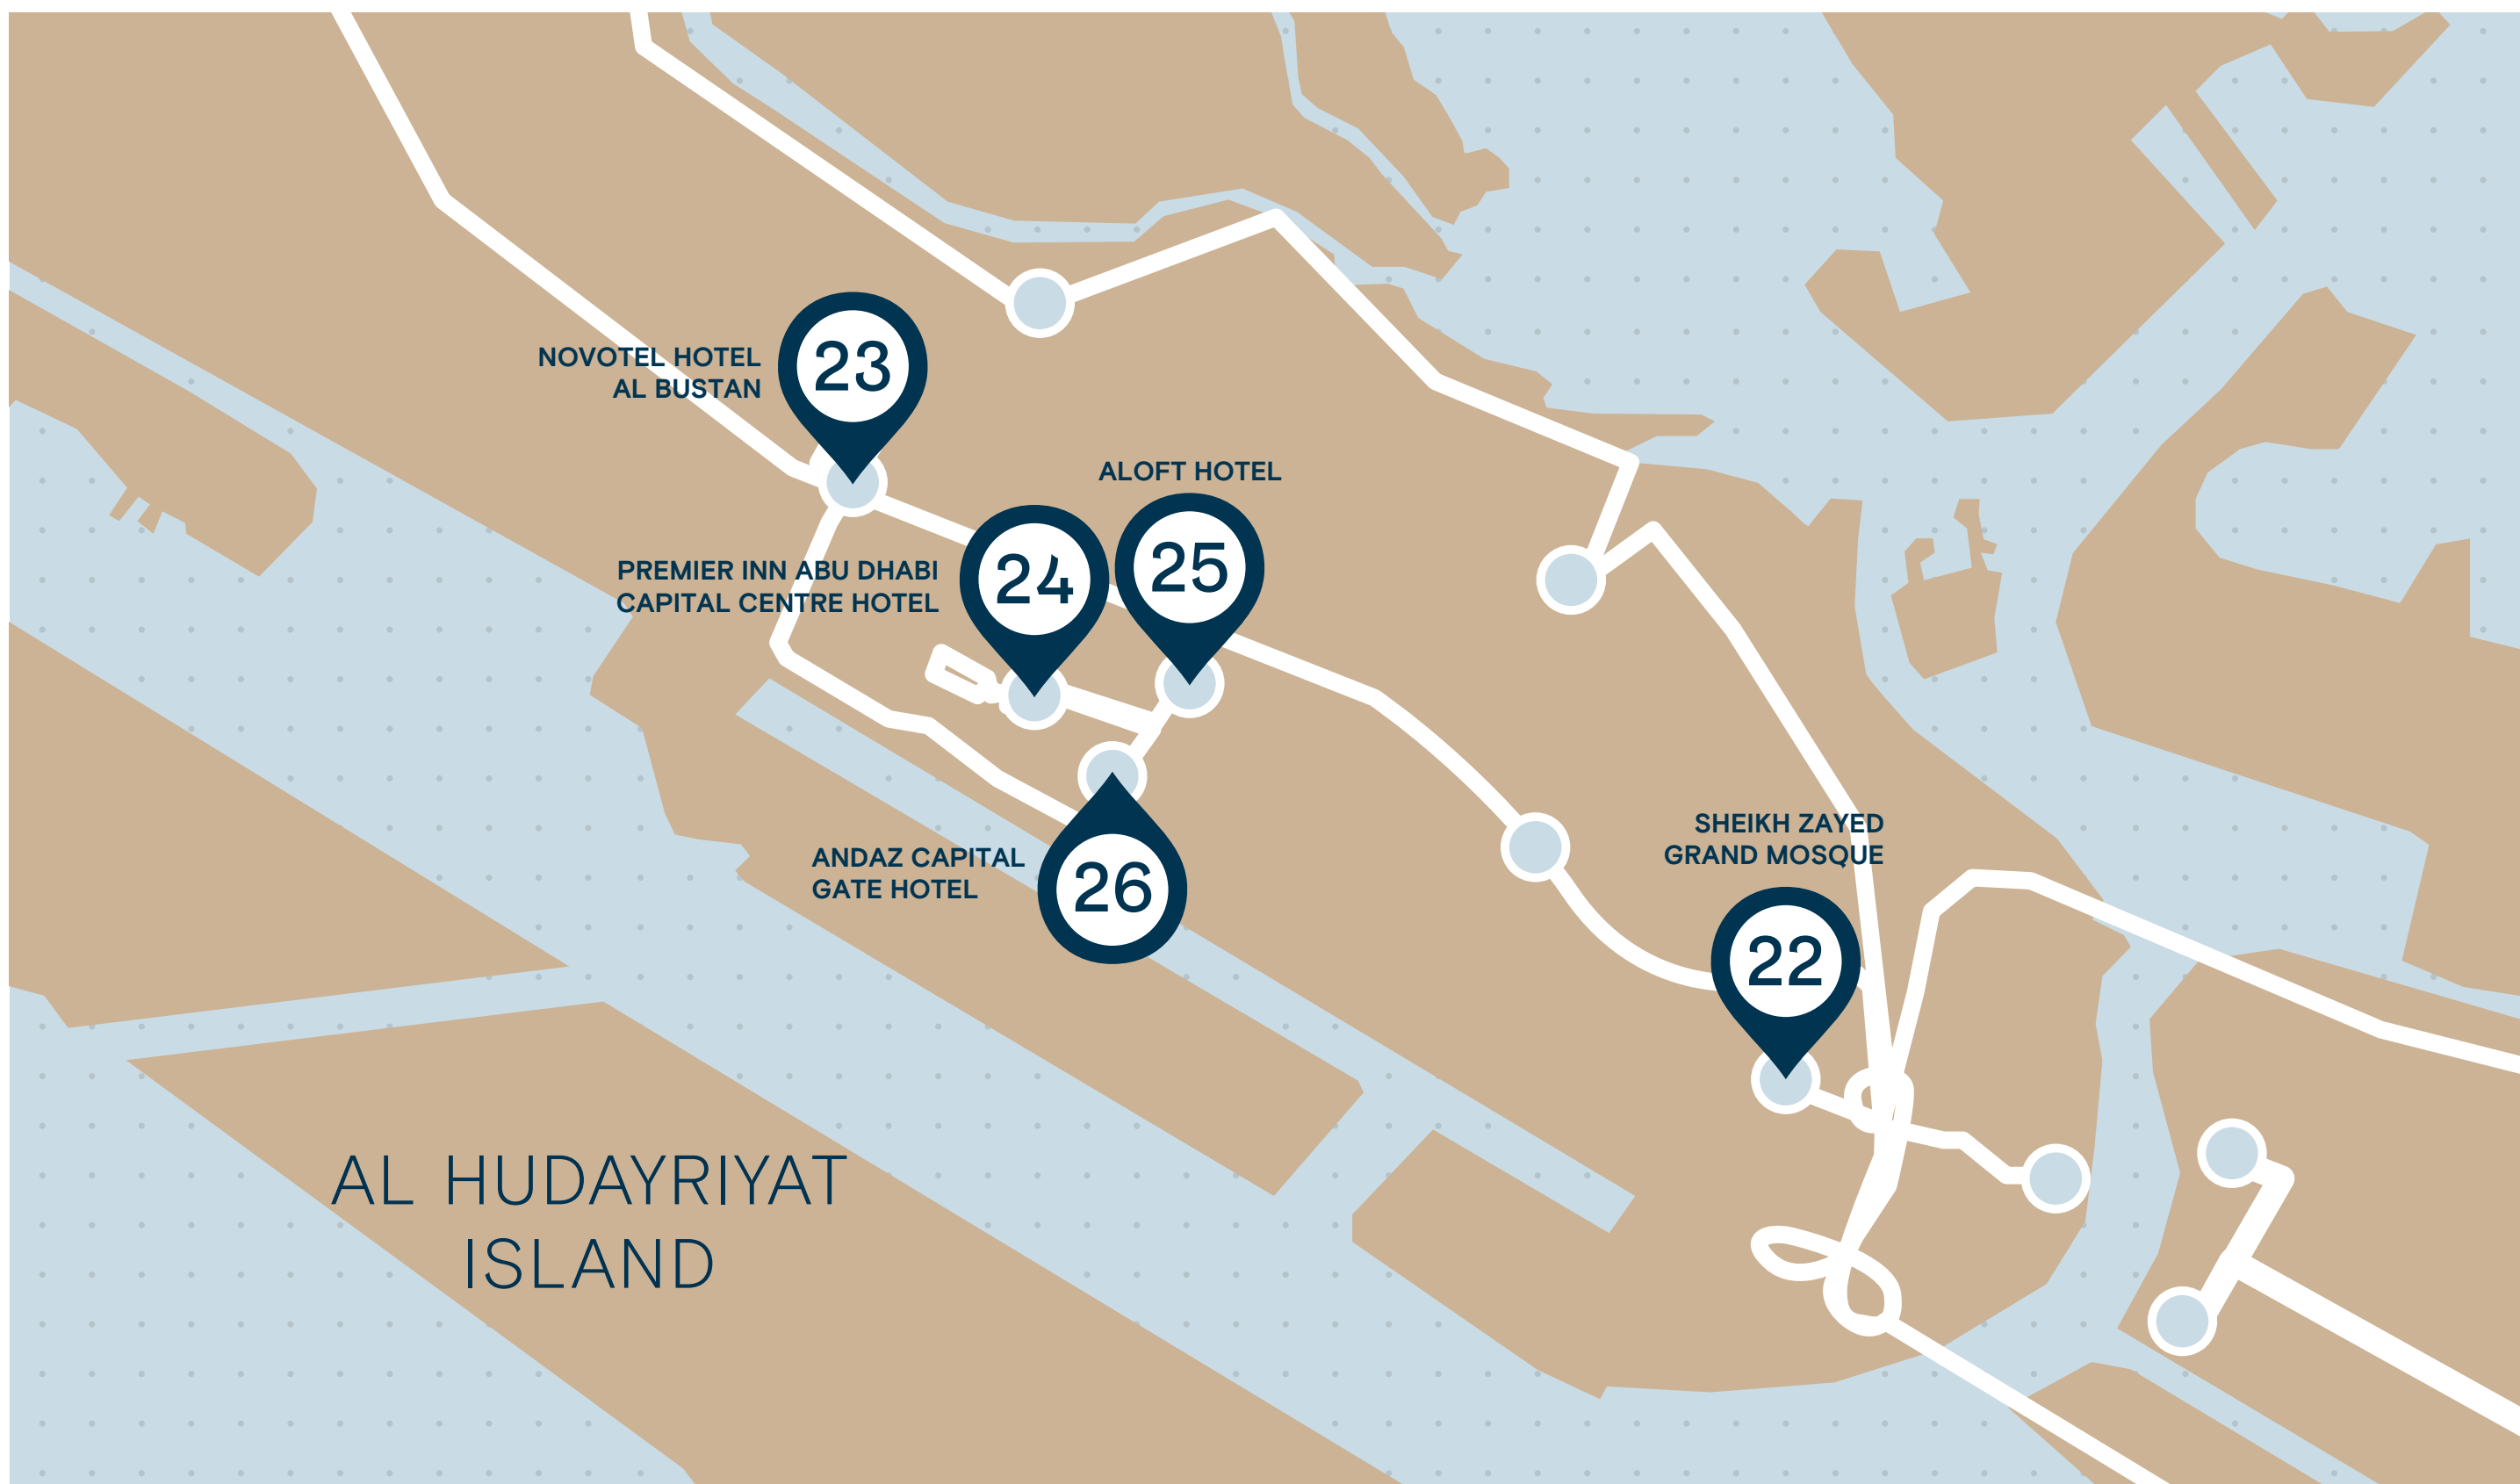 NOVOTEL HOTEL
AL BUSTAN
23
ALOFT HOTEL
25
PREMIER INN ABU DHABI
CAPITAL CENTRE HOTEL
24
ANDAZ CAPITAL
GATE HOTEL
26
SHEIKH ZAYED
GRAND MOSQUE
22
AL HUDAYRIYAT
ISLAND